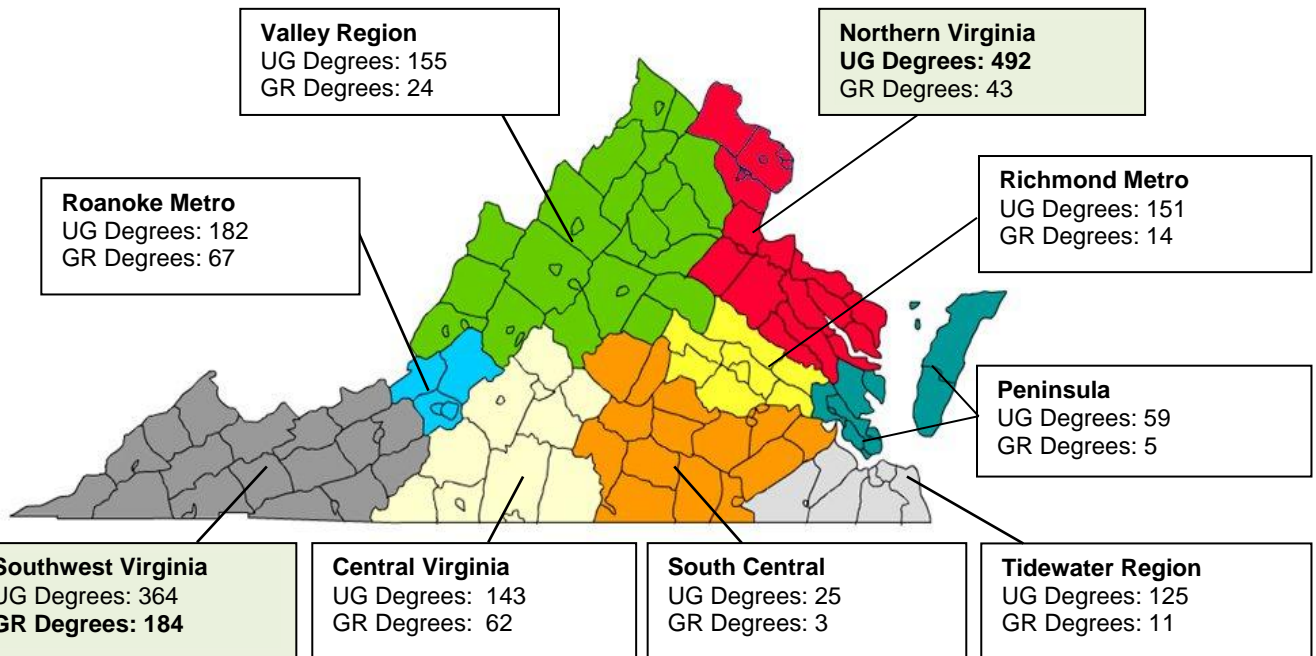 Valley Region
UG Degrees: 155
GR Degrees: 24
Northern Virginia
UG Degrees: 492
GR Degrees: 43
Roanoke Metro
UG Degrees: 182
GR Degrees: 67
Richmond Metro
UG Degrees: 151
GR Degrees: 14
Peninsula
UG Degrees: 59
GR Degrees: 5
Southwest Virginia
UG Degrees: 364
GR Degrees: 184
Central Virginia
UG Degrees: 143
GR Degrees: 62
South Central
UG Degrees: 25
GR Degrees: 3
Tidewater Region
UG Degrees: 125
GR Degrees: 11